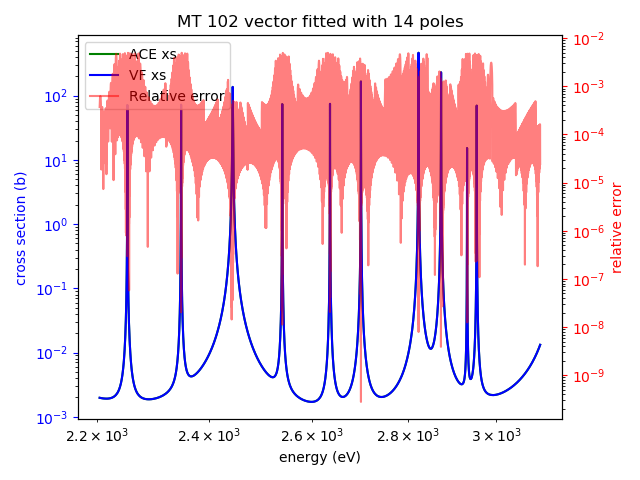 MT 102 vector fitted with 14 poles
ACE xs
VF xs
Relative error
10²
10¹
10⁰
10⁻¹
10⁻²
10⁻³
cross section (b)
10⁻²
10⁻³
10⁻⁴
10⁻⁵
10⁻⁶
10⁻⁷
10⁻⁸
10⁻⁹
relative error
2.2 × 10³ 2.4 × 10³ 2.6 × 10³ 2.8 × 10³ 3 × 10³
energy (eV)